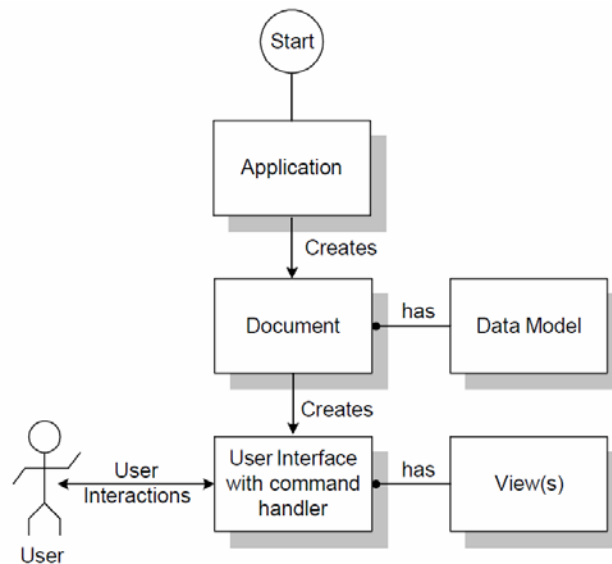 Start
Application
Creates
Document
has
Data Model
Creates
User
Interactions
User Interface
with command
handler
has
View(s)
User